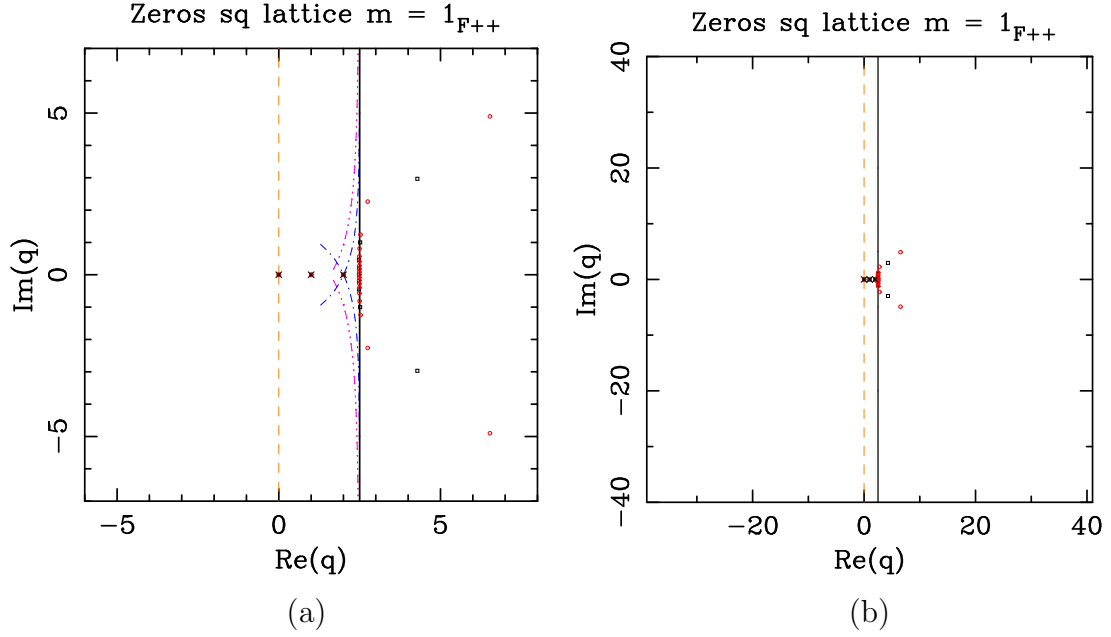 Zeros sq lattice m = 1F++
5
0
−5
Im(q)
−5
0
5
Re(q)
(a)
Zeros sq lattice m = 1F++
40
20
0
−20
−40
Im(q)
−20
0
20
40
Re(q)
(b)